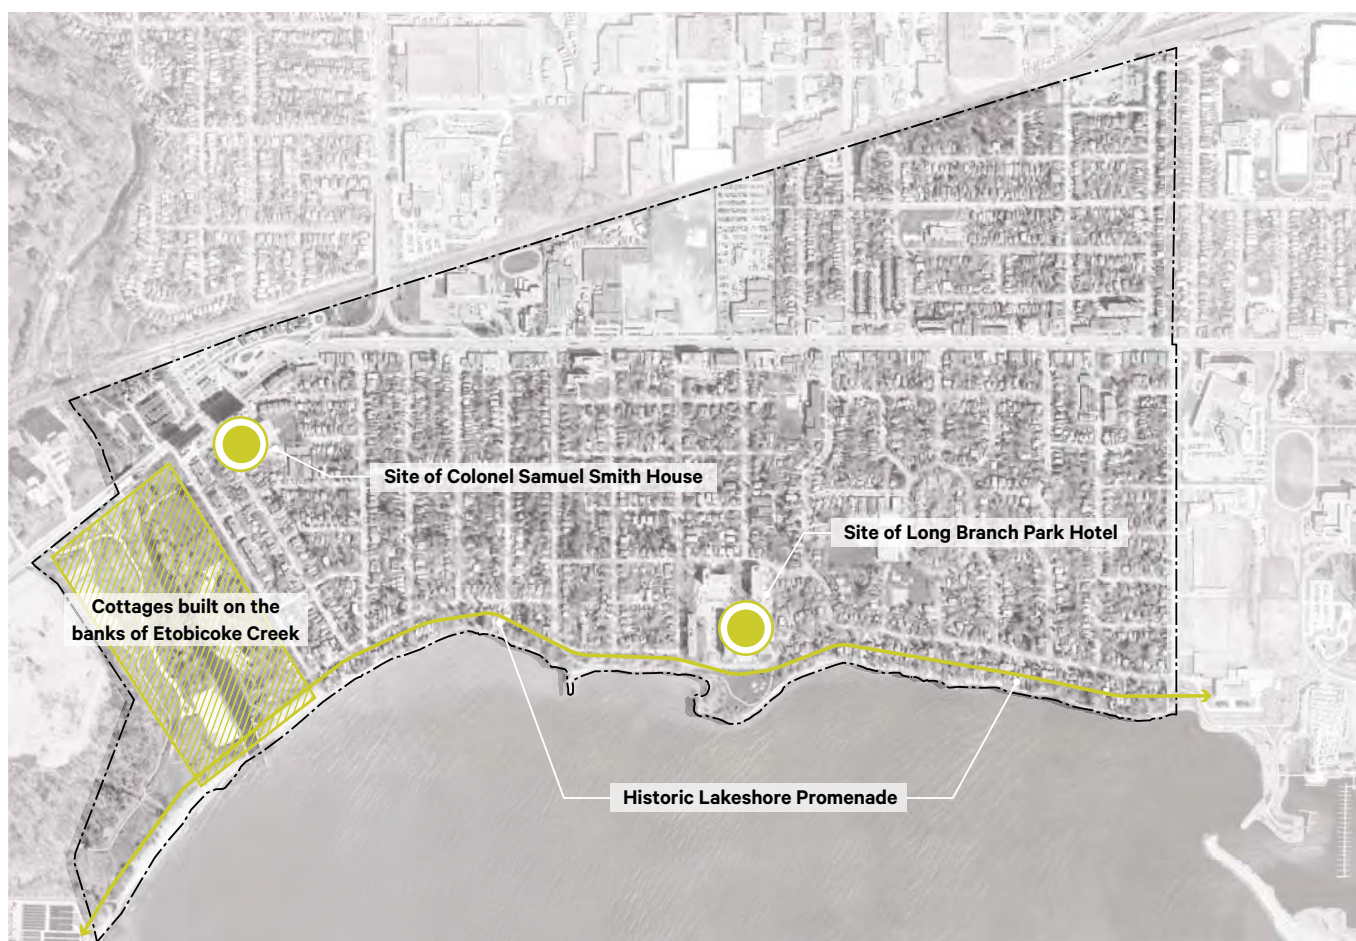 Site of Colonel Samuel Smith House
Site of Long Branch Park Hotel
Cottages built on the
banks of Etobicoke Creek
Historic Lakeshore Promenade